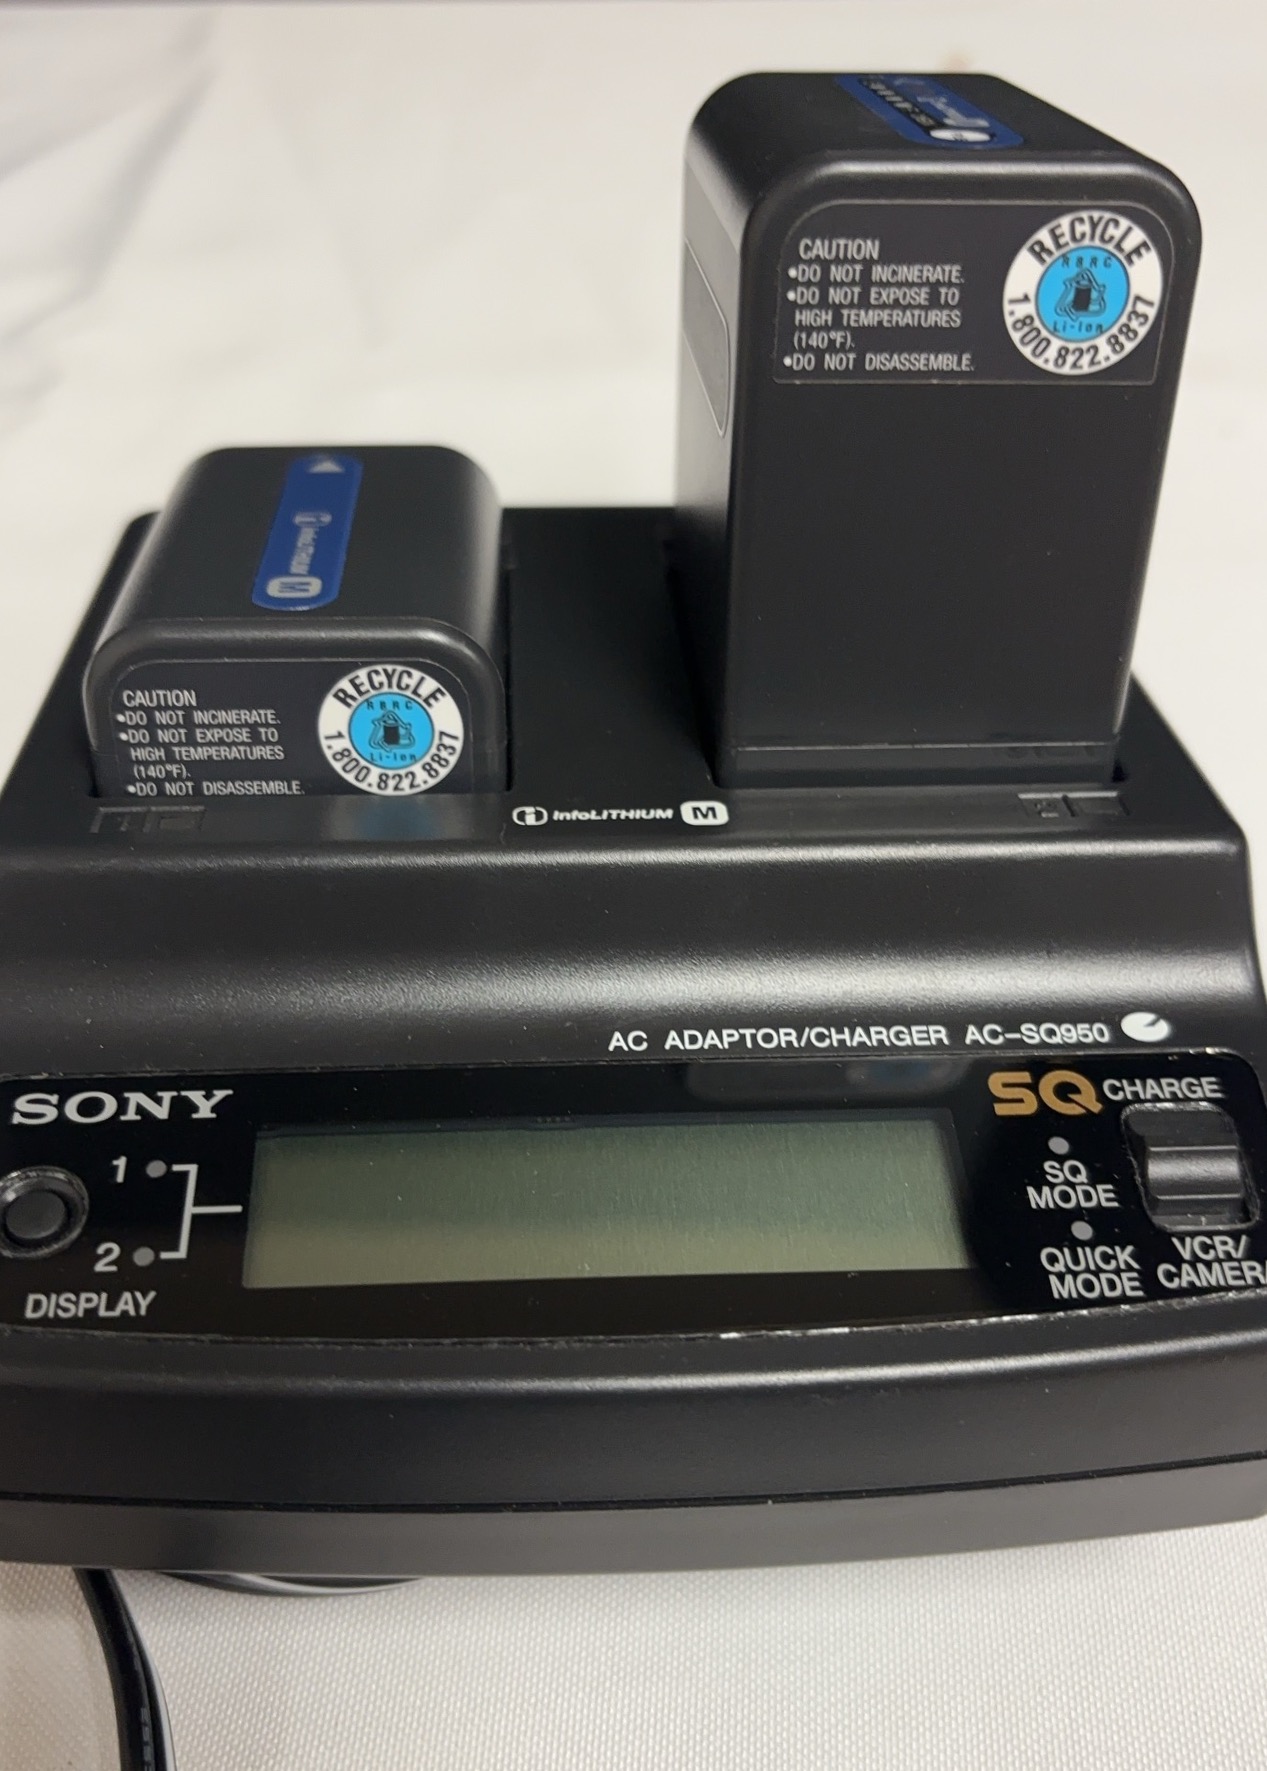 CAUTION
•DO NOT INCINERATE.
•DO NOT EXPOSE TO
HIGH TEMPERATURES
(140°F).
•DO NOT DISASSEMBLE.
RECYCLE
RBRC
Li-Ion
1.800.822.8837
InfoLITHIUM M
CAUTION
•DO NOT INCINERATE.
•DO NOT EXPOSE TO
HIGH TEMPERATURES
(140°F).
•DO NOT DISASSEMBLE.
RECYCLE
RBRC
Li-Ion
1.800.822.8837
InfoLITHIUM M
AC ADAPTOR/CHARGER AC-SQ950
SONY
SQ CHARGE
1
2
DISPLAY
SQ
MODE
QUICK
MODE
VCR/
CAMERA